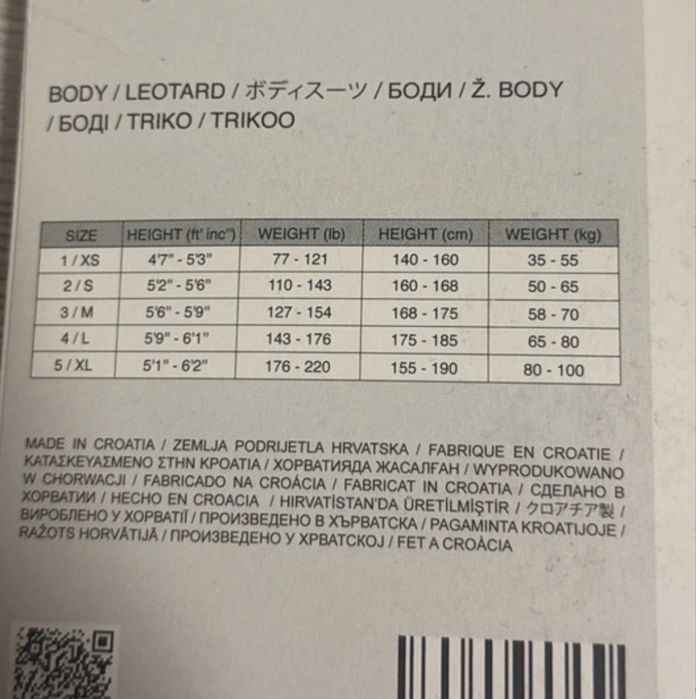 BODY / LEOTARD / ボディスーツ / БОДИ / Ž. BODY
/ БОДІ / TRIKO / TRIKOO
SIZE HEIGHT (ft' inc") WEIGHT (lb) HEIGHT (cm) WEIGHT (kg)
1 / XS 4'7" - 5'3" 77 - 121 140 - 160 35 - 55
2 / S 5'2" - 5'6" 110 - 143 160 - 168 50 - 65
3 / M 5'6" - 5'9" 127 - 154 168 - 175 58 - 70
4 / L 5'9" - 6'1" 143 - 176 175 - 185 65 - 80
5 / XL 5'1" - 6'2" 176 - 220 155 - 190 80 - 100
MADE IN CROATIA / ZEMLJA PODRIJETLA HRVATSKA / FABRIQUE EN CROATIE /
ΚΑΤΑΣΚΕΥΑΣΜΕΝΟ ΣΤΗΝ ΚΡΟΑΤΙΑ / ХОРВАТИЯДА ЖАСАЛҒАН / WYPRODUKOWANO
W CHORWACJI / FABRICADO NA CROÁCIA / FABRICAT IN CROATIA / СДЕЛАНО В
ХОРВАТИИ / HECHO EN CROACIA / HIRVATİSTAN'DA ÜRETİLMİŞTİR / クロアチア製 /
ВИРОБЛЕНО У ХОРВАТІЇ / ПРОИЗВЕДЕНО В ХЪРВАТСКА / PAGAMINTA KROATIJOJE /
RAŽOTS HORVĀTIJĀ / ПРОИЗВЕДЕНО У ХРВАТСКОЈ / FET A CROÀCIA